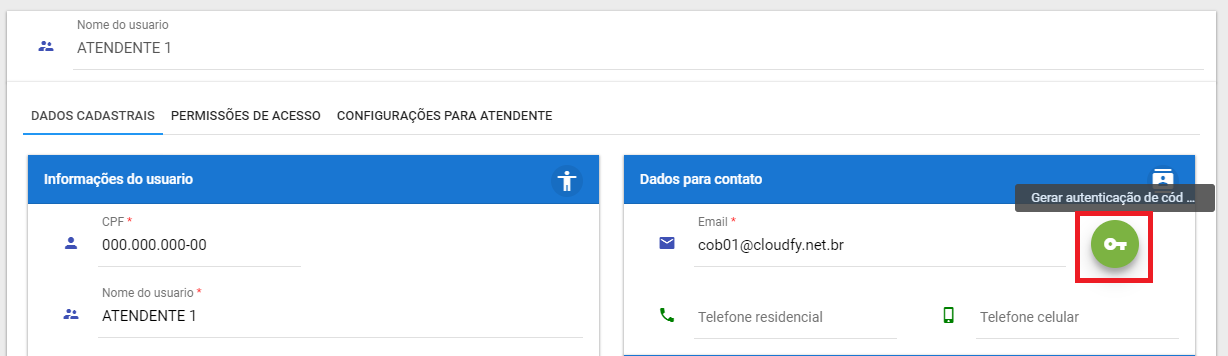 Nome do usuario
ATENDENTE 1
DADOS CADASTRAIS PERMISSÕES DE ACESSO CONFIGURAÇÕES PARA ATENDENTE
Informações do usuario
CPF *
000.000.000-00
Nome do usuario *
ATENDENTE 1
Dados para contato
Gerar autenticação de cód ...
Email *
cob01@cloudfy.net.br
Telefone residencial
Telefone celular